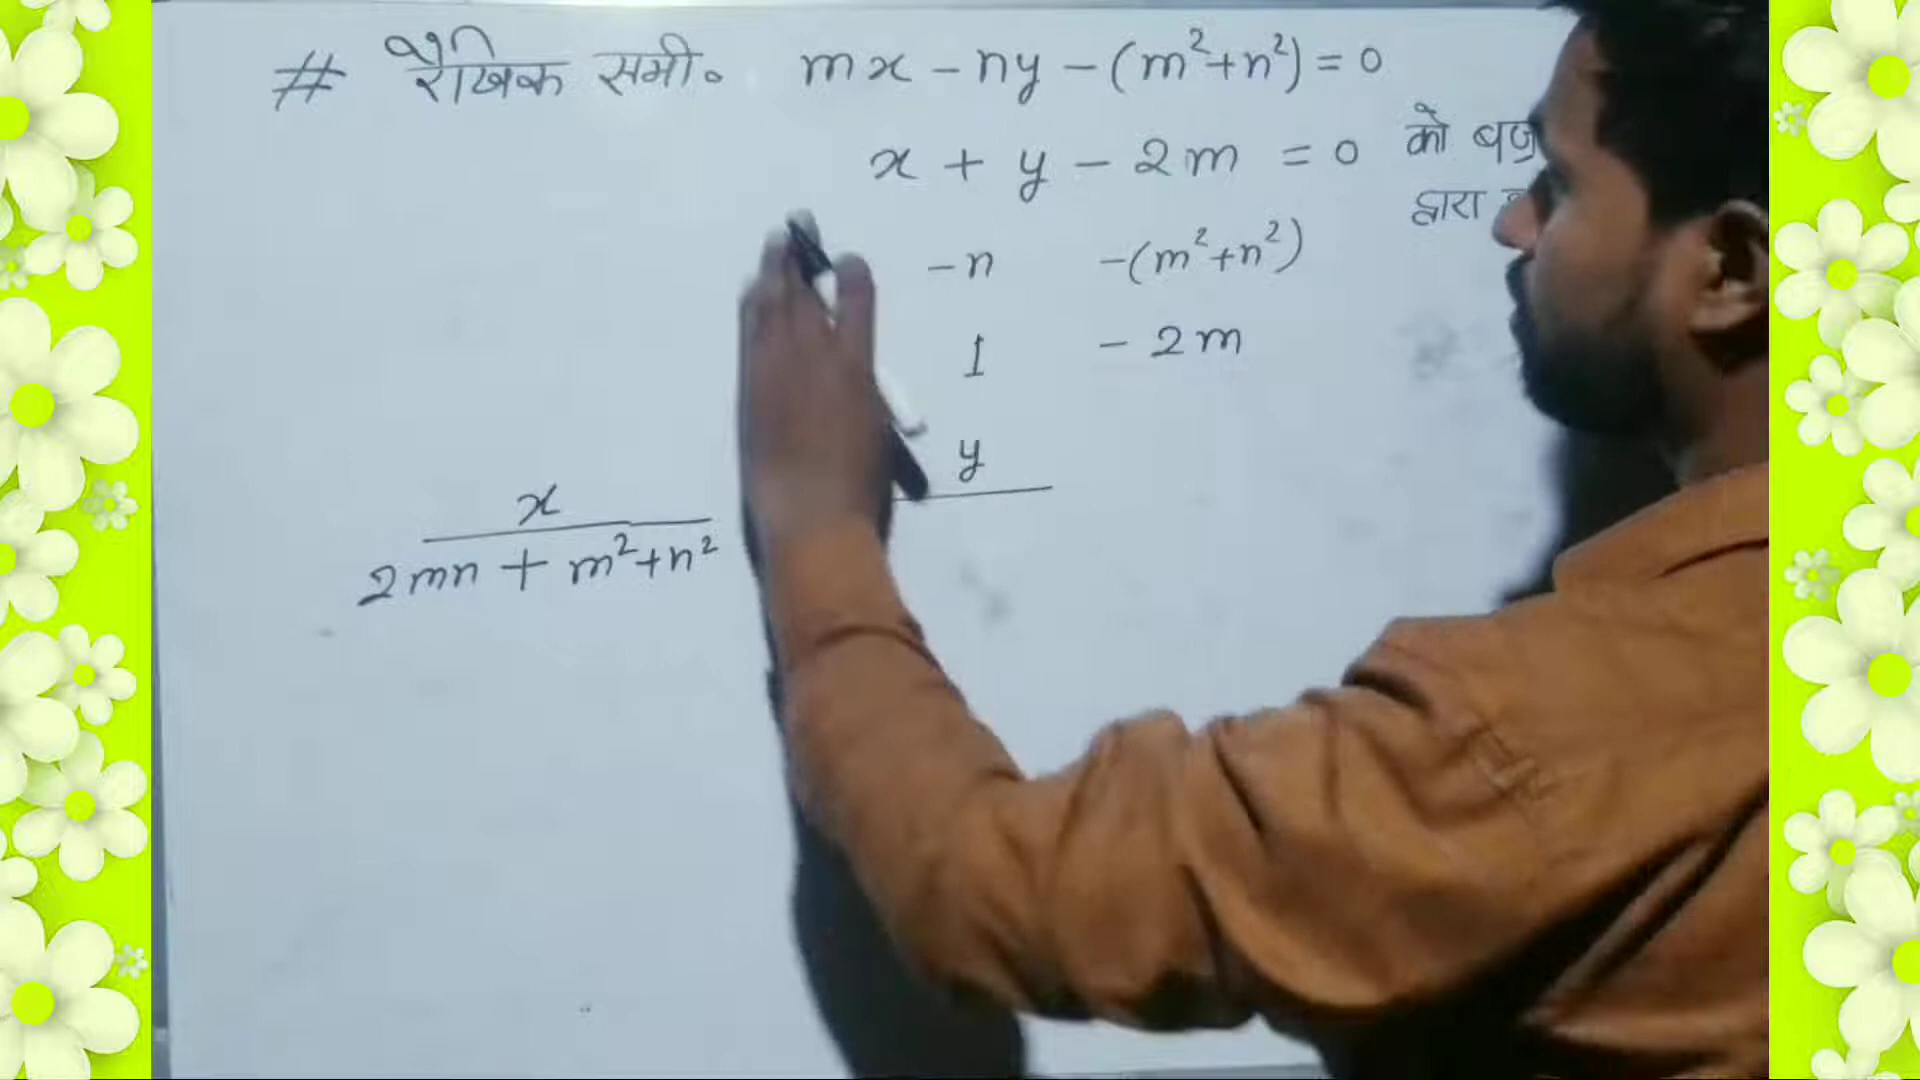 # रैखिक समी. mx - ny - (m²+n²) = 0
x + y - 2m = 0 को
द्वारा
-n -(m²+n²)
1 - 2m
y
x
2mn + m²+n²